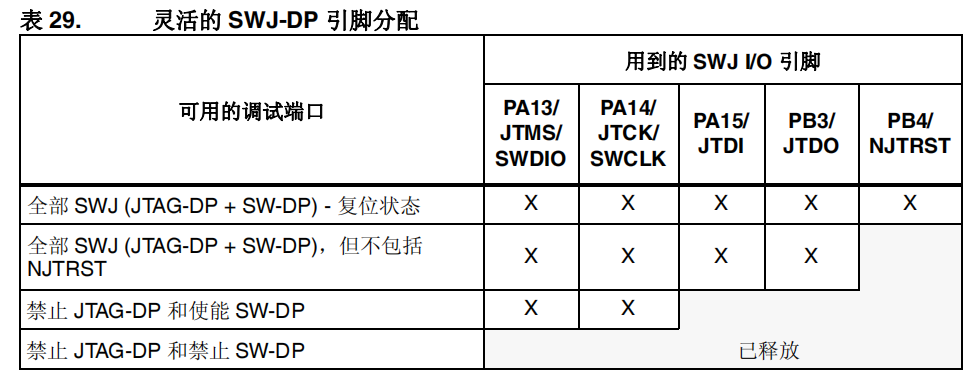 表 29. 灵活的 SWJ-DP 引脚分配
可用的调试端口
用到的 SWJ I/O 引脚
PA13/
JTMS/
SWDIO
PA14/
JTCK/
SWCLK
PA15/
JTDI
PB3/
JTDO
PB4/
NJTRST
全部 SWJ (JTAG-DP + SW-DP) - 复位状态 X X X X X
全部 SWJ (JTAG-DP + SW-DP)，但不包括
NJTRST
X X X X
禁止 JTAG-DP 和使能 SW-DP X X
禁止 JTAG-DP 和禁止 SW-DP
已释放